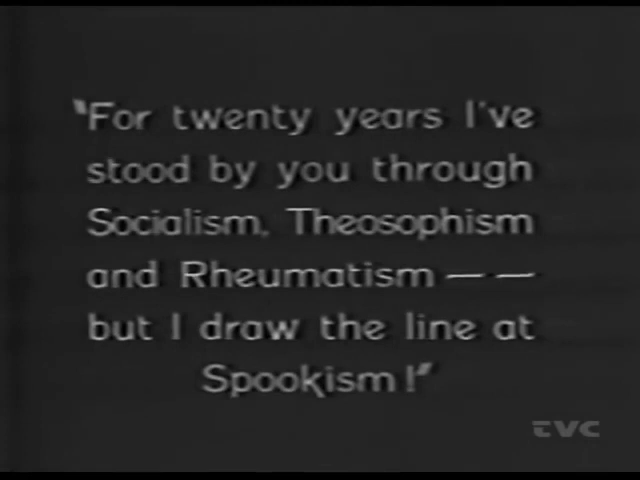 "For twenty years I've
stood by you through
Socialism, Theosophism
and Rheumatism — —
but I draw the line at
Spookism!"
tvc